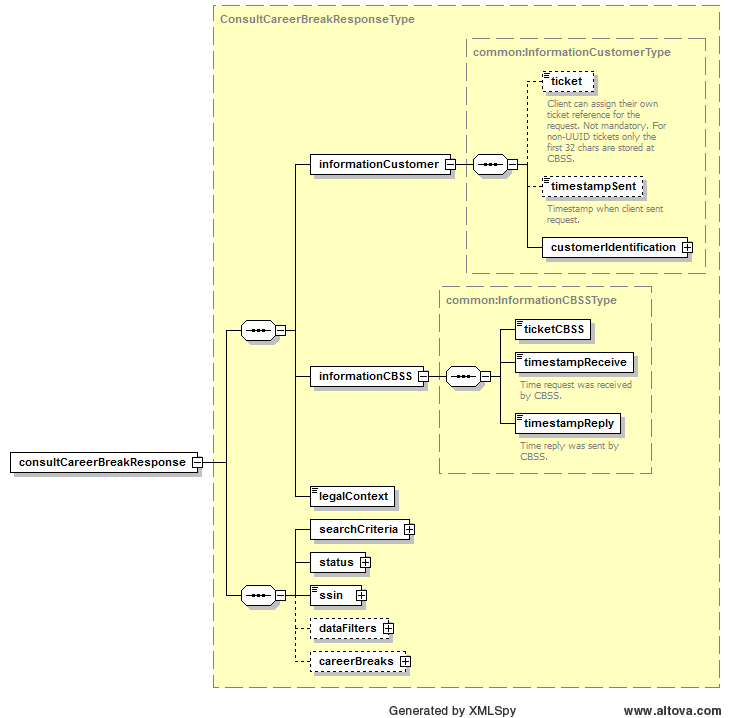 ConsultCareerBreakResponseType
common:InformationCustomerType
ticket
Client can assign their own
ticket reference for the
request. Not mandatory. For
non-UUID tickets only the
first 32 chars are stored at
CBSS.
informationCustomer
timestampSent
Timestamp when client sent
request.
customerIdentification
common:InformationCBSSType
ticketCBSS
timestampReceive
informationCBSS
Time request was received
by CBSS.
timestampReply
Time reply was sent by
CBSS.
consultCareerBreakResponse
legalContext
searchCriteria
status
ssin
dataFilters
careerBreaks
Generated by XMLSpy
www.altova.com